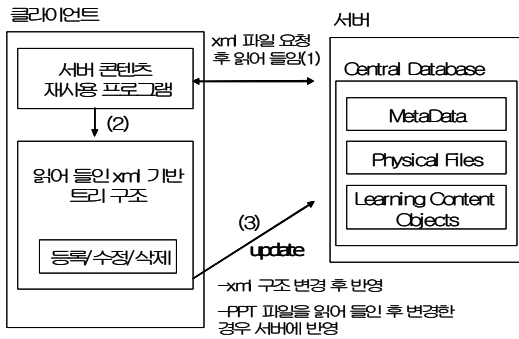 클라이언트
서버 콘텐츠
재사용 프로그램
(2)
읽어 들인 xml 기반
트리 구조
등록/수정/삭제
xml 파일 요청
후 읽어 들임(1)
(3)
update
-xml 구조 변경 후 반영
-PPT 파일을 읽어 들인 후 변경한
경우 서버에 반영
서버
Central Database
MetaData
Physical Files
Learning Content
Objects